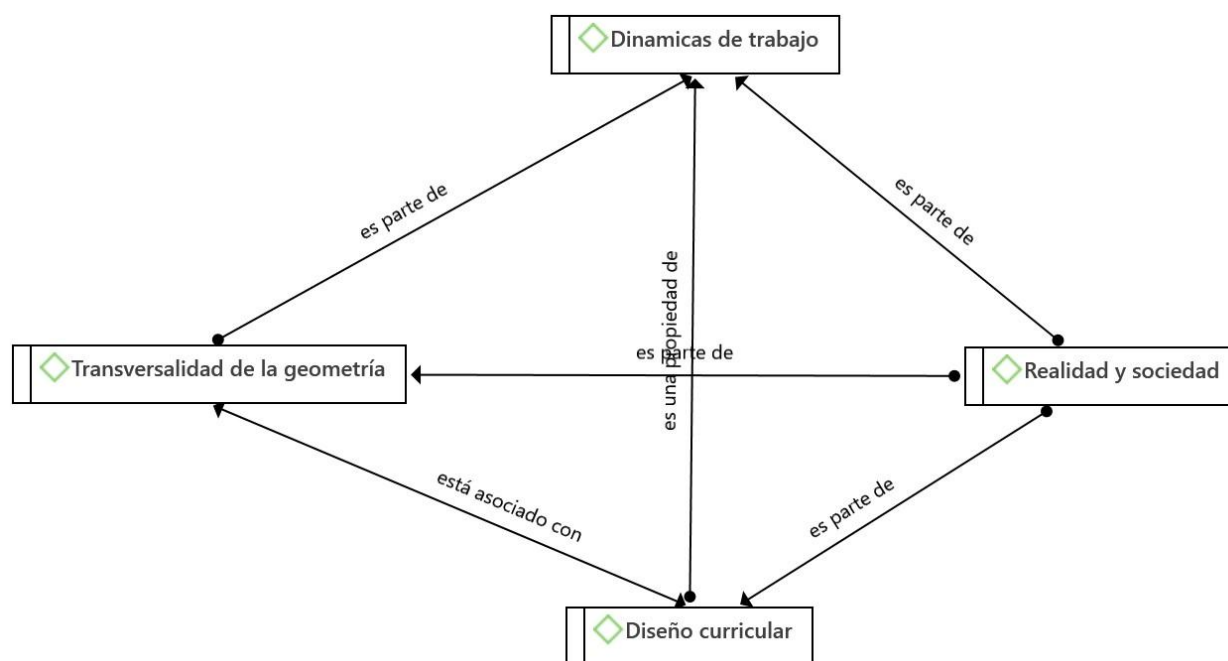 Dinamicas de trabajo
es parte de
es parte de
es una propiedad de
es parte de
Transversalidad de la geometría
Realidad y sociedad
está asociado con
es parte de
Diseño curricular